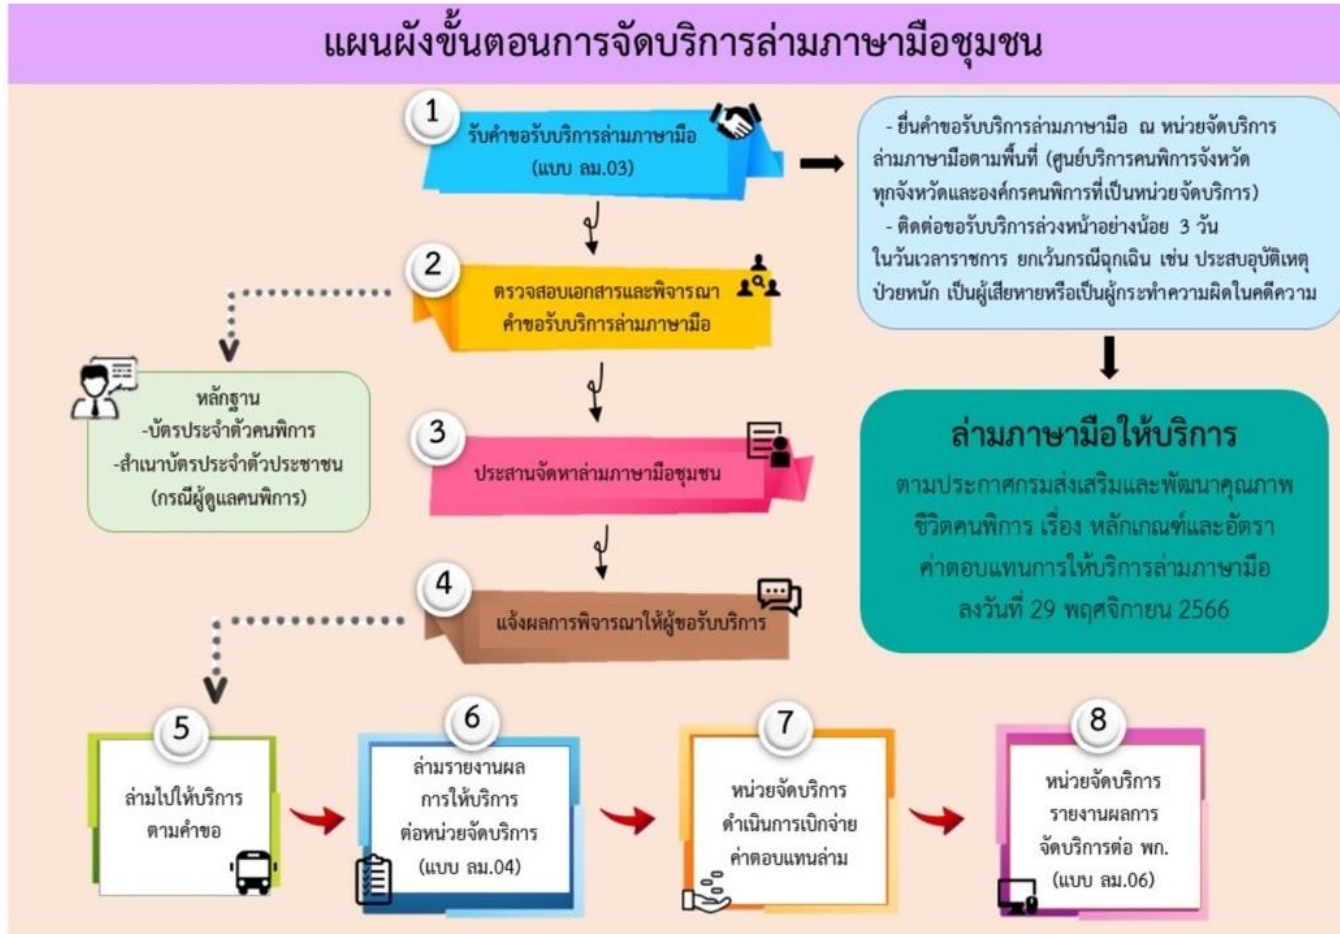 แผนผังขั้นตอนการจัดบริการล่ามภาษามือชุมชน
1
รับคำขอรับบริการล่ามภาษามือ
(แบบ ลม.03)
- ยื่นคำขอรับบริการล่ามภาษามือ ณ หน่วยจัดบริการ
ล่ามภาษามือตามพื้นที่ (ศูนย์บริการคนพิการจังหวัด
ทุกจังหวัดและองค์กรคนพิการที่เป็นหน่วยจัดบริการ)
- ติดต่อขอรับบริการล่วงหน้าอย่างน้อย 3 วัน
ในวันเวลาราชการ ยกเว้นกรณีฉุกเฉิน เช่น ประสบอุบัติเหตุ
ป่วยหนัก เป็นผู้เสียหายหรือเป็นผู้กระทำความผิดในคดีความ
2
ตรวจสอบเอกสารและพิจารณา
คำขอรับบริการล่ามภาษามือ
หลักฐาน
-บัตรประจำตัวคนพิการ
-สำเนาบัตรประจำตัวประชาชน
(กรณีผู้ดูแลคนพิการ)
3
ประสานจัดหาล่ามภาษามือชุมชน
ล่ามภาษามือให้บริการ
ตามประกาศกรมส่งเสริมและพัฒนาคุณภาพ
ชีวิตคนพิการ เรื่อง หลักเกณฑ์และอัตรา
ค่าตอบแทนการให้บริการล่ามภาษามือ
ลงวันที่ 29 พฤศจิกายน 2566
4
แจ้งผลการพิจารณาให้ผู้ขอรับบริการ
5
ล่ามไปให้บริการ
ตามคำขอ
6
ล่ามรายงานผล
การให้บริการ
ต่อหน่วยจัดบริการ
(แบบ ลม.04)
7
หน่วยจัดบริการ
ดำเนินการเบิกจ่าย
ค่าตอบแทนล่าม
8
หน่วยจัดบริการ
รายงานผลการ
จัดบริการต่อ พก.
(แบบ ลม.06)